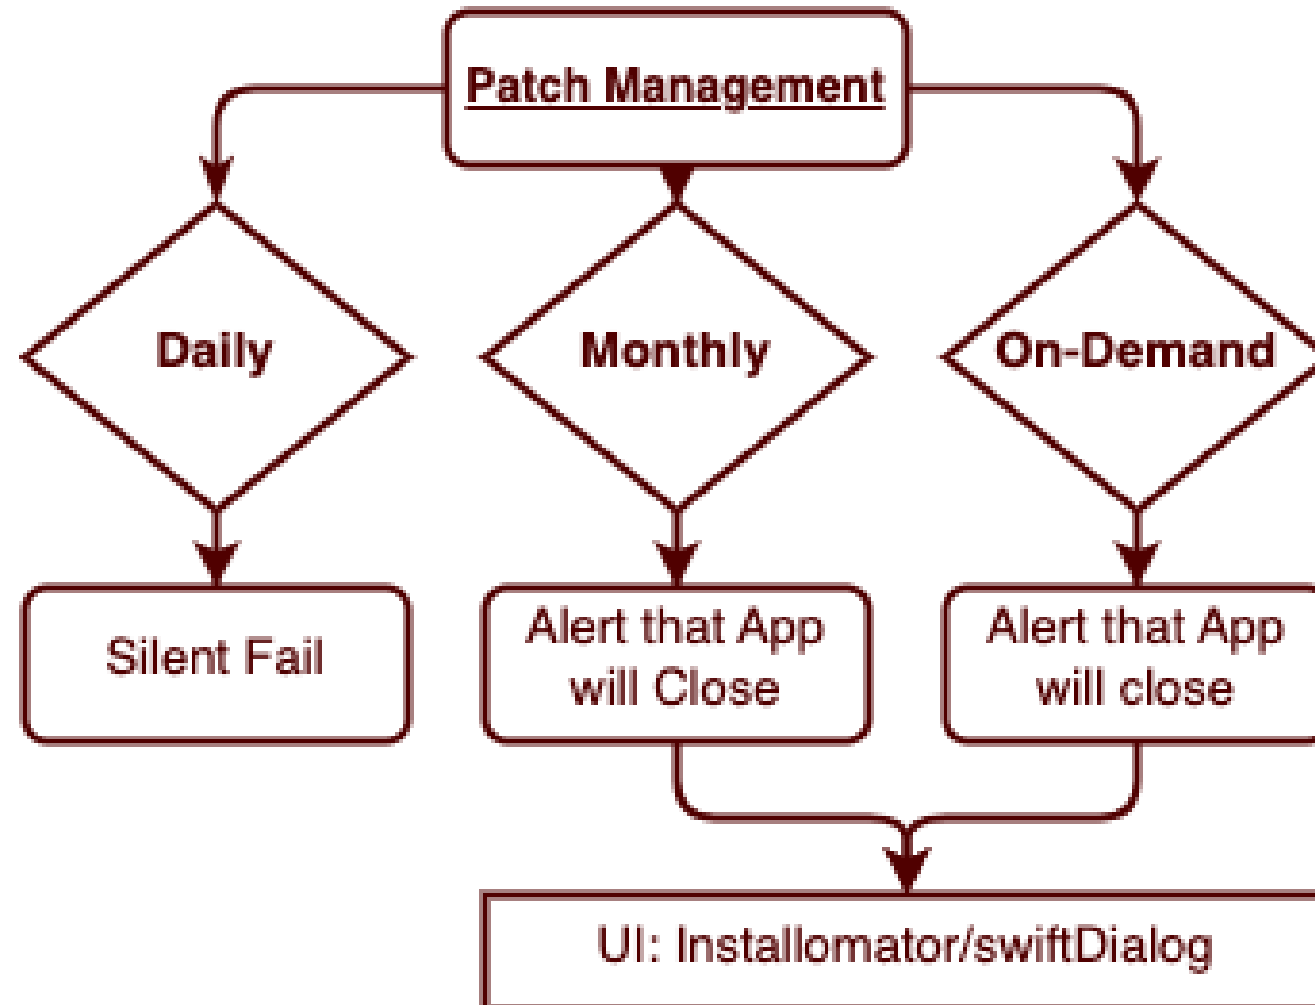 Patch Management
Daily
Monthly
On-Demand
Silent Fail
Alert that App
will Close
Alert that App
will close
UI: Installomator/swiftDialog